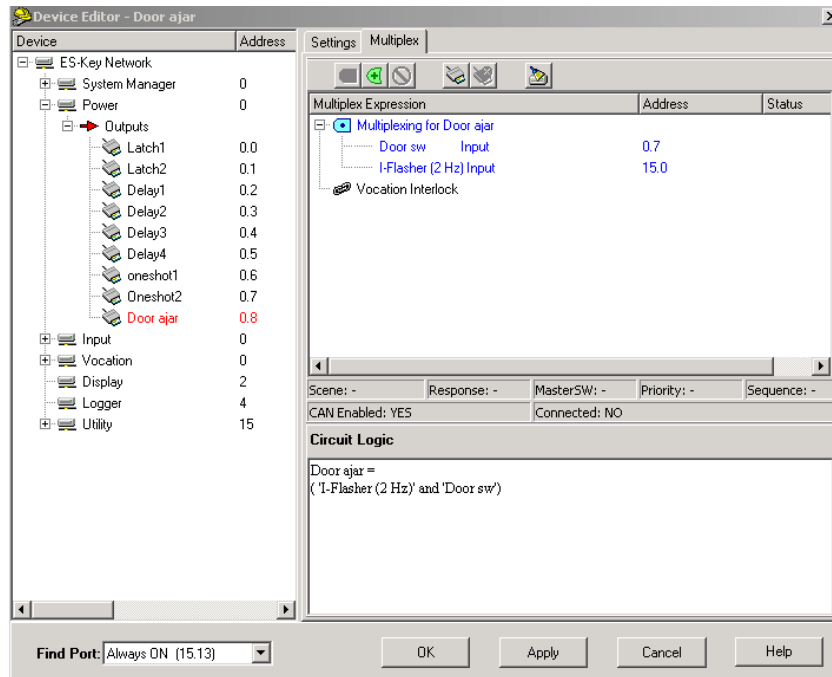 Device Editor - Door ajar
Device Address
ES-Key Network
System Manager 0
Power 0
Outputs
Latch1 0.0
Latch2 0.1
Delay1 0.2
Delay2 0.3
Delay3 0.4
Delay4 0.5
oneshot1 0.6
Oneshot2 0.7
Door ajar 0.8
Input 0
Vocation 0
Display 2
Logger 4
Utility 15
Settings Multiplex
Multiplex Expression Address Status
Multiplexing for Door ajar
Door sw Input 0.7
I-Flasher (2 Hz) Input 15.0
Vocation Interlock
Scene: - Response: - MasterSW: - Priority: - Sequence: -
CAN Enabled: YES Connected: NO
Circuit Logic
Door ajar =
( 'I-Flasher (2 Hz)' and 'Door sw')
Find Port: Always ON (15.13) OK Apply Cancel Help